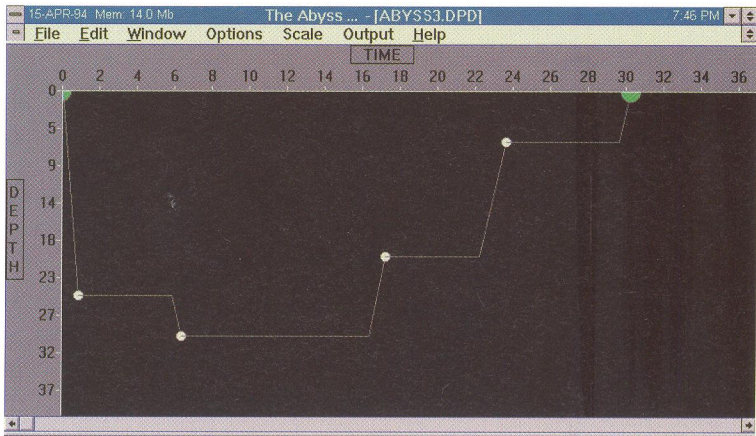 15-APR-94 Mem: 14.0 Mb The Abyss ... - [ABYSS3.DPD] 7:46 PM
File Edit Window Options Scale Output Help
TIME
0 2 4 6 8 10 12 14 16 18 20 22 24 26 28 30 32 34 36
0
5
9
14
18
23
27
32
37
DEPTH